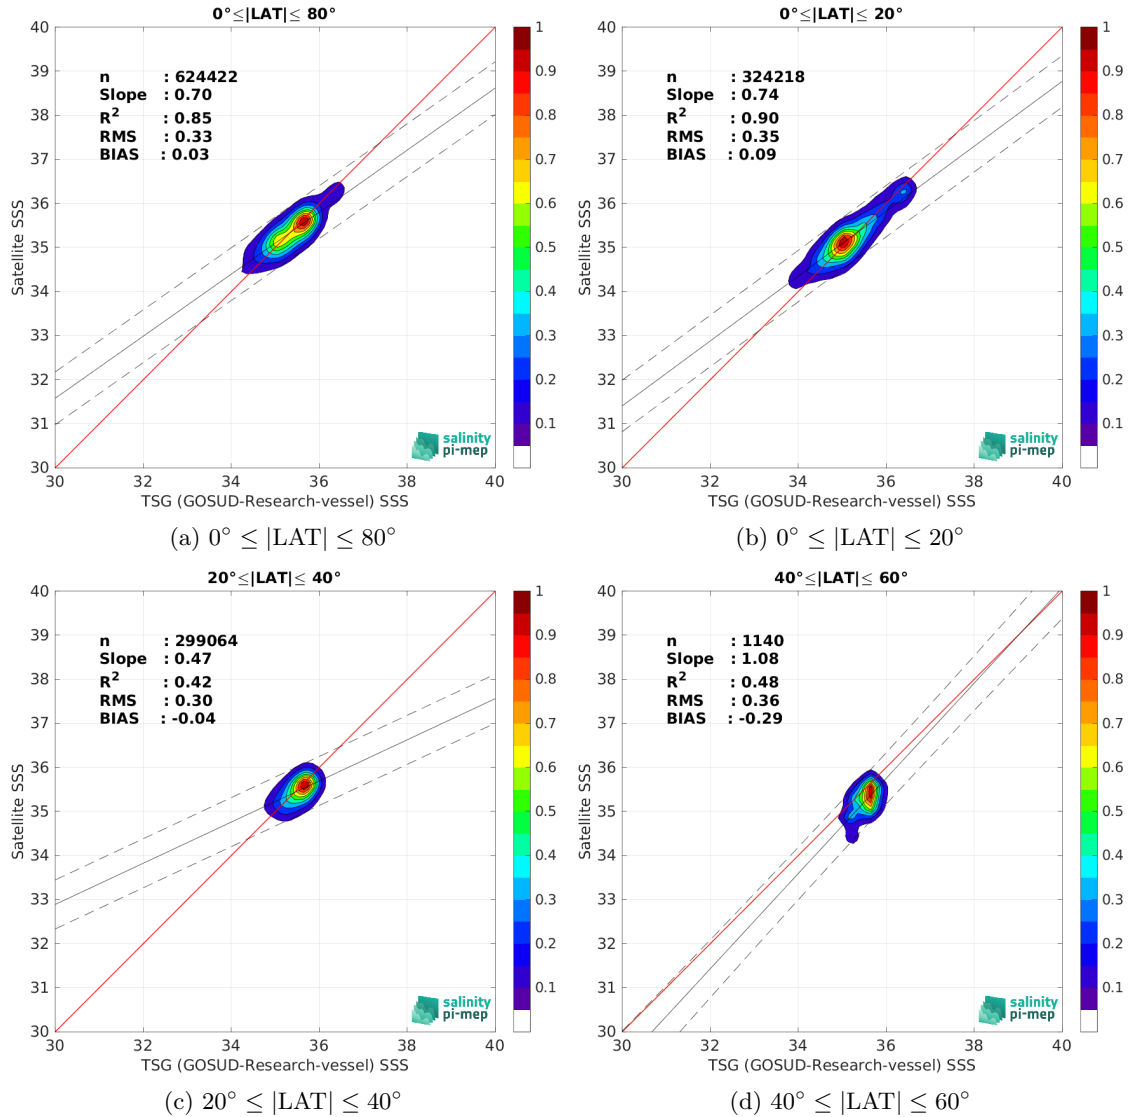 0°≤|LAT|≤ 80°
40
39
38
37
36
35
34
33
32
31
30
Satellite SSS
n : 624422
Slope : 0.70
R² : 0.85
RMS : 0.33
BIAS : 0.03
salinity
pi-mep
30 32 34 36 38 40
TSG (GOSUD-Research-vessel) SSS
1
0.9
0.8
0.7
0.6
0.5
0.4
0.3
0.2
0.1
(a) 0° ≤ |LAT| ≤ 80°
0°≤|LAT|≤ 20°
40
39
38
37
36
35
34
33
32
31
30
Satellite SSS
n : 324218
Slope : 0.74
R² : 0.90
RMS : 0.35
BIAS : 0.09
salinity
pi-mep
30 32 34 36 38 40
TSG (GOSUD-Research-vessel) SSS
1
0.9
0.8
0.7
0.6
0.5
0.4
0.3
0.2
0.1
(b) 0° ≤ |LAT| ≤ 20°
20°≤|LAT|≤ 40°
40
39
38
37
36
35
34
33
32
31
30
Satellite SSS
n : 299064
Slope : 0.47
R² : 0.42
RMS : 0.30
BIAS : -0.04
salinity
pi-mep
30 32 34 36 38 40
TSG (GOSUD-Research-vessel) SSS
1
0.9
0.8
0.7
0.6
0.5
0.4
0.3
0.2
0.1
(c) 20° ≤ |LAT| ≤ 40°
40°≤|LAT|≤ 60°
40
39
38
37
36
35
34
33
32
31
30
Satellite SSS
n : 1140
Slope : 1.08
R² : 0.48
RMS : 0.36
BIAS : -0.29
salinity
pi-mep
30 32 34 36 38 40
TSG (GOSUD-Research-vessel) SSS
1
0.9
0.8
0.7
0.6
0.5
0.4
0.3
0.2
0.1
(d) 40° ≤ |LAT| ≤ 60°